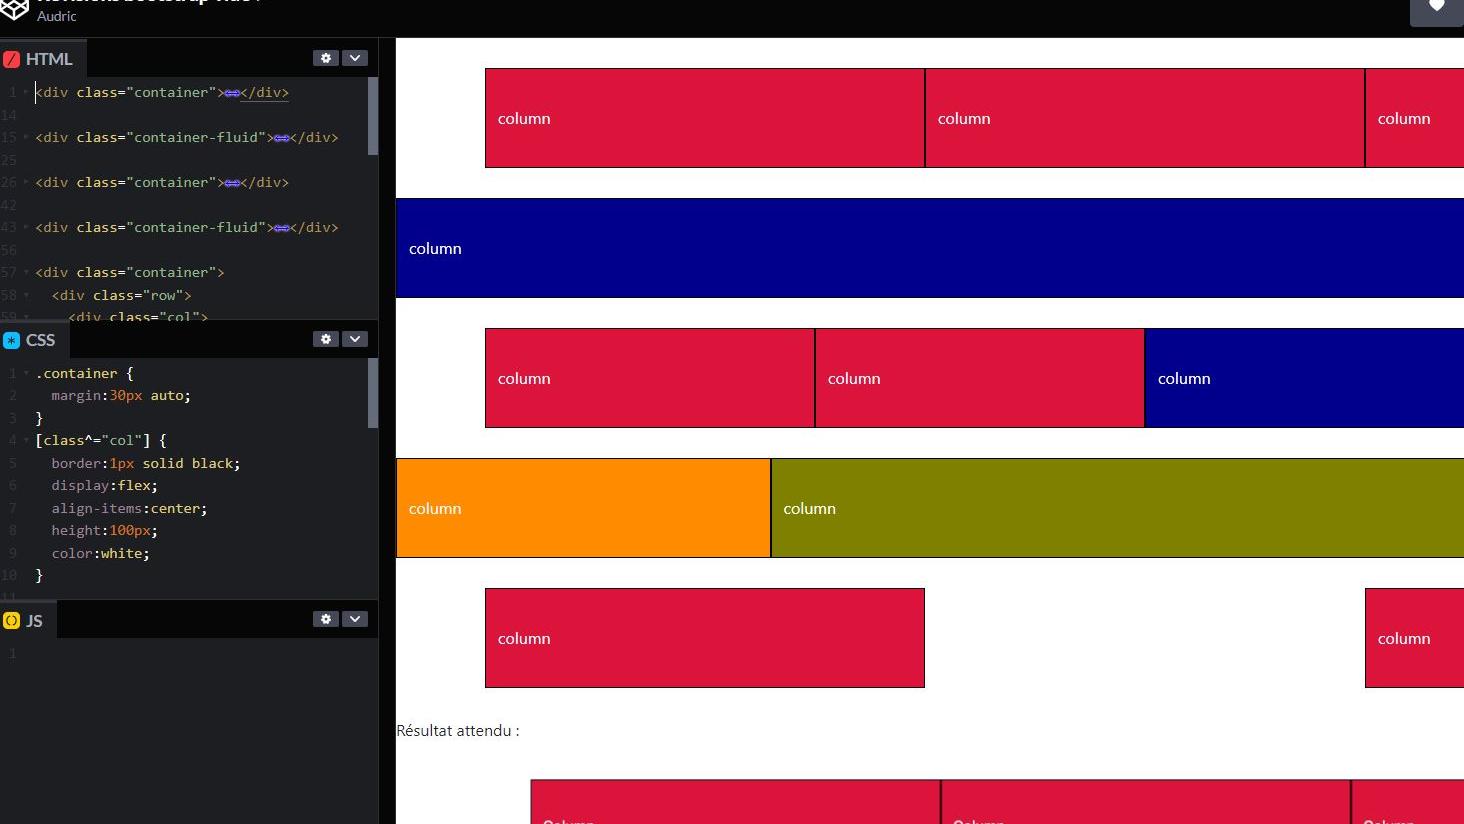 Audric
HTML
1 <div class="container"></div>
14
15 <div class="container-fluid"></div>
25
26 <div class="container"></div>
42
43 <div class="container-fluid"></div>
56
57 <div class="container">
58 <div class="row">
59 <div class="col">
CSS
1 .container {
2 margin:30px auto;
3 }
4 [class^="col"] {
5 border:1px solid black;
6 display:flex;
7 align-items:center;
8 height:100px;
9 color:white;
10 }
11
JS
1
column column column
column
column column column
column column
column column
Résultat attendu :
Column Column Column